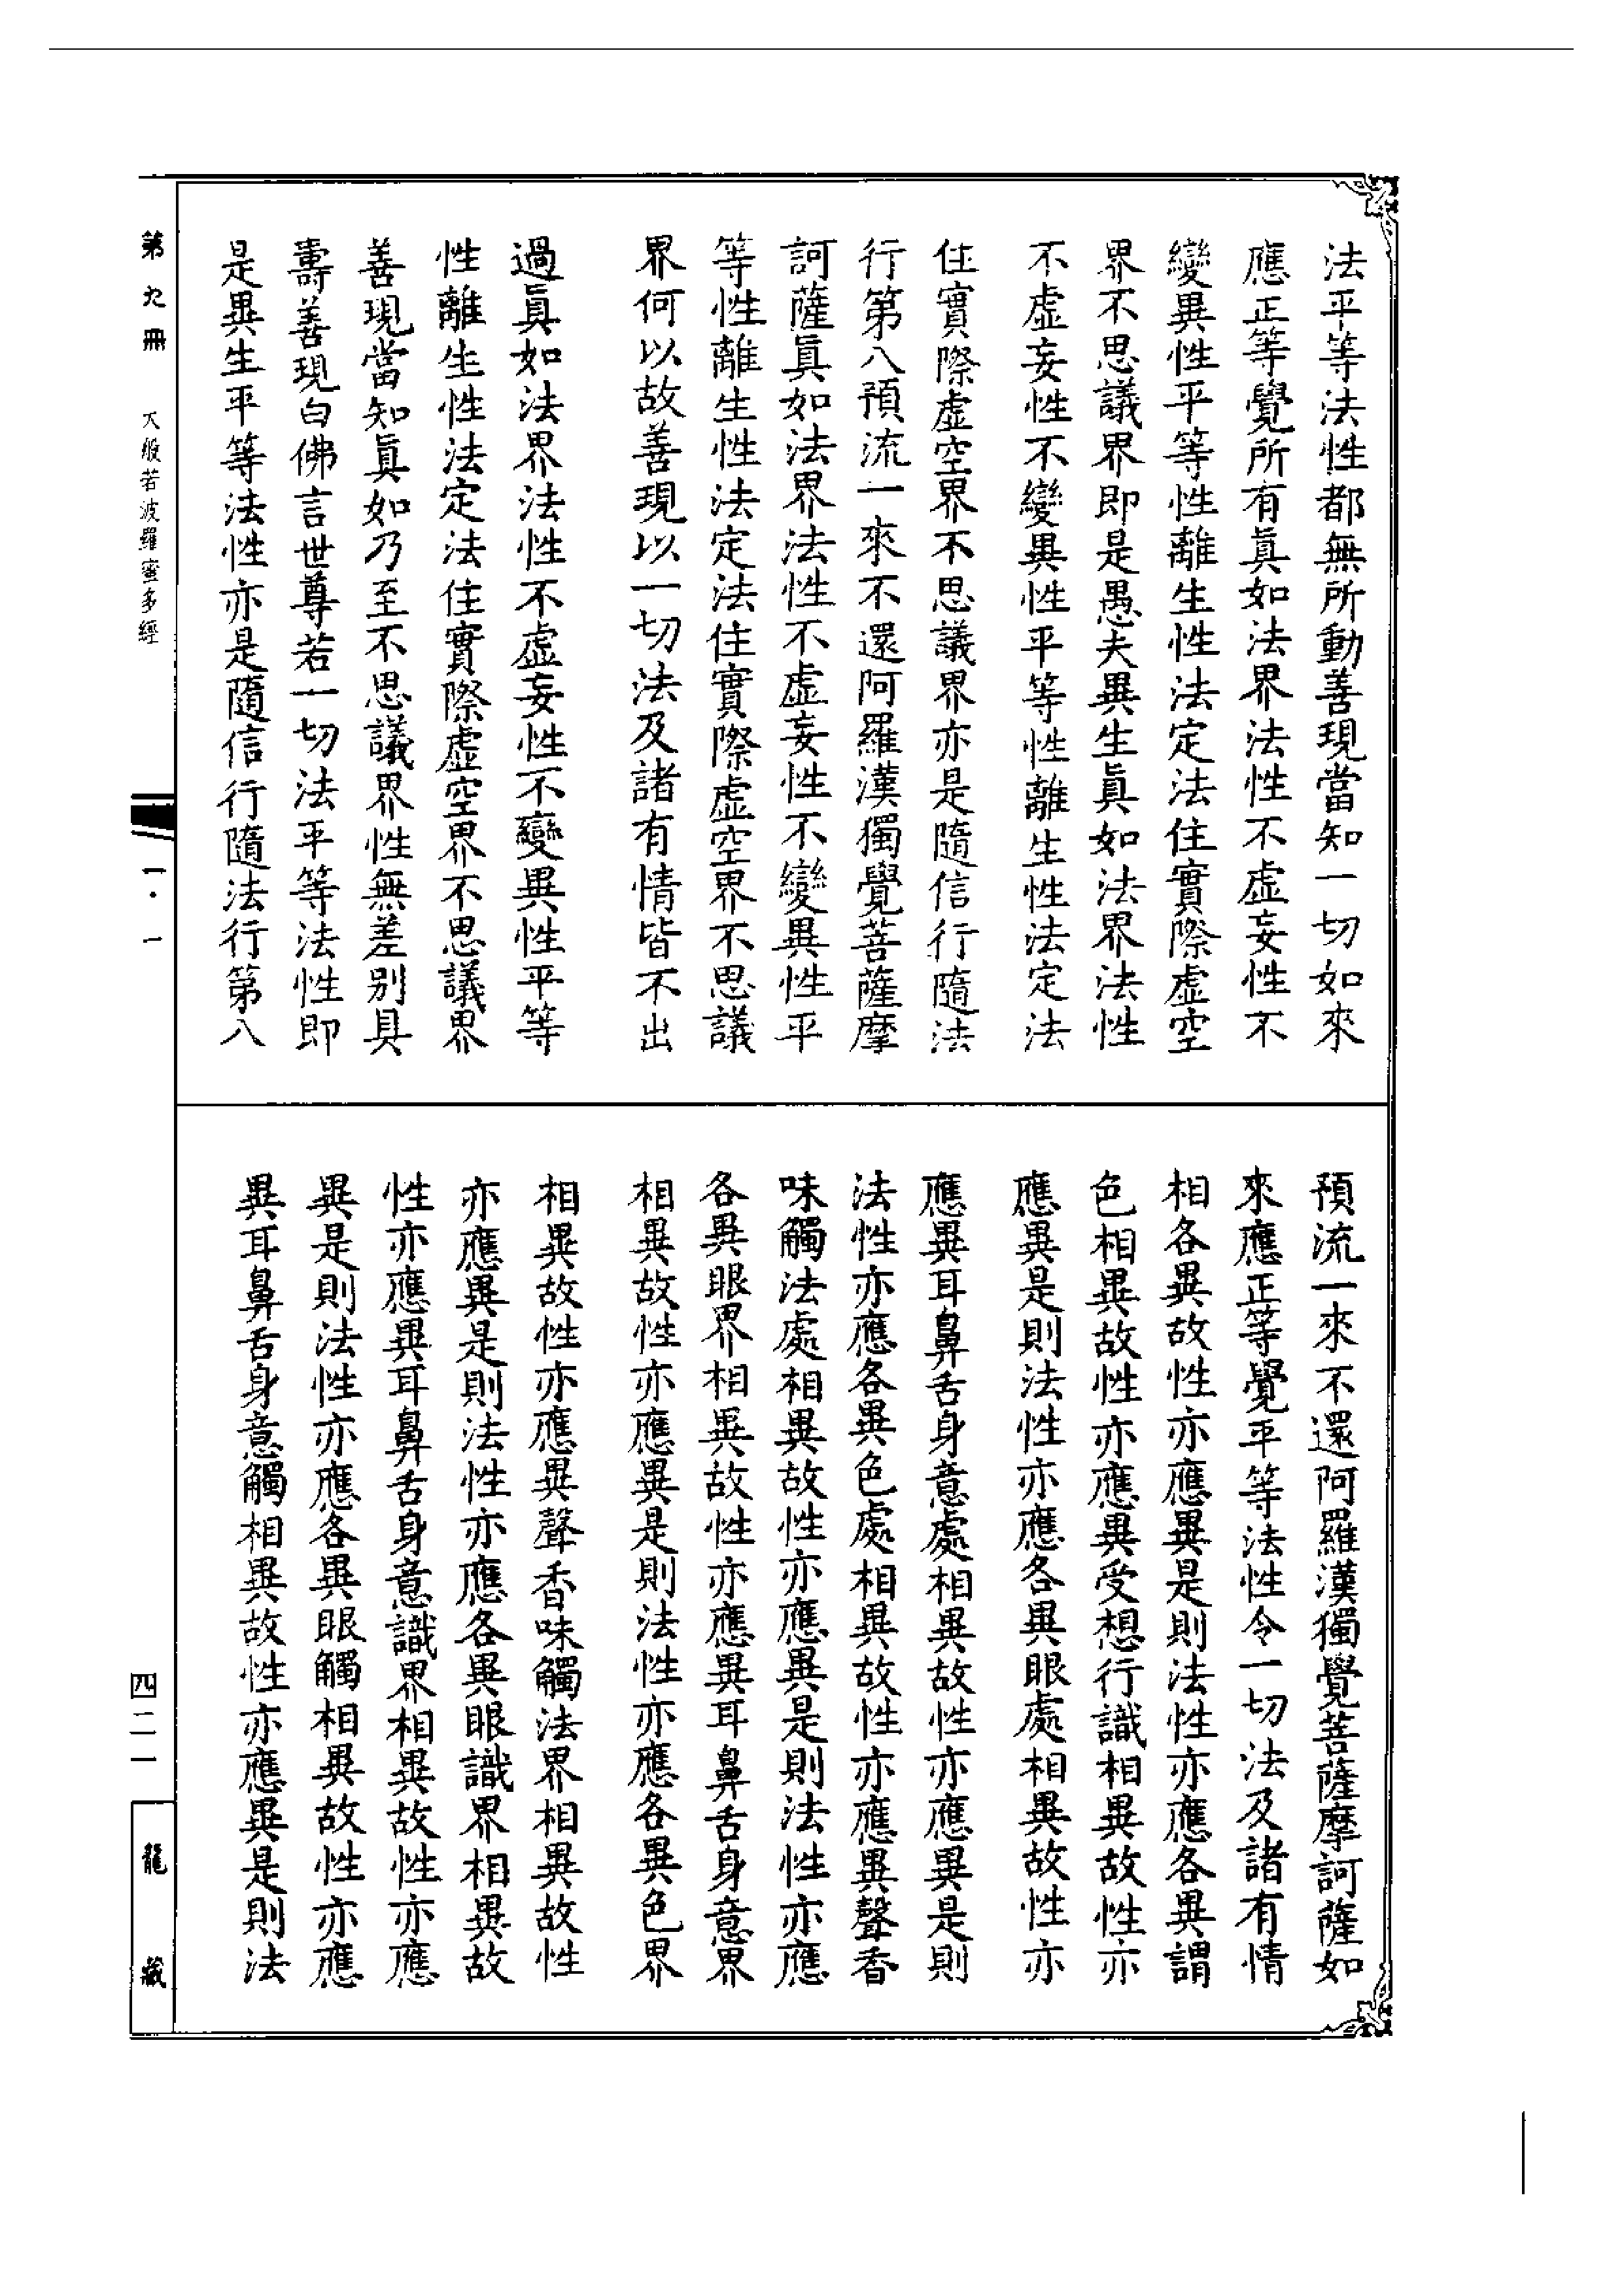 法平等法性都無所動善現當知一切如來
應正等覺所有真如法界法性不虛妄性不
變異性平等性離生性法定法住實際虛空
界不思議界即是愚夫異生真如法界法性
不虛妄性不變異性平等性離生性法定法
住實際虛空界不思議界亦是隨信行隨法
行第八預流一來不還阿羅漢獨覺菩薩摩
訶薩真如法界法性不虛妄性不變異性平
等性離生性法定法住實際虛空界不思議
界何以故善現以一切法及諸有情皆不出
過真如法界法性不虛妄性不變異性平等
性離生性法定法住實際虛空界不思議界
善現當知真如乃至不思議界性無差別具
壽善現白佛言世尊若一切法平等法性即
是異生平等法性亦是隨信行隨法行第八
預流一來不還阿羅漢獨覺菩薩摩訶薩如
來應正等覺平等法性令一切法及諸有情
相各異故性亦應異是則法性亦應各異謂
色相異故性亦應異受想行識相異故性亦
應異是則法性亦應各異眼處相異故性亦
應異耳鼻舌身意處相異故性亦應異是則
法性亦應各異色處相異故性亦應異聲香
味觸法處相異故性亦應異是則法性亦應
各異眼界相異故性亦應異耳鼻舌身意界
相異故性亦應異是則法性亦應各異色界
相異故性亦應異聲香味觸法界相異故性
亦應異是則法性亦應各異眼識界相異故
性亦應異耳鼻舌身意識界相異故性亦應
異是則法性亦應各異眼觸相異故性亦應
異耳鼻舌身意觸相異故性亦應異是則法
第九冊 大般若波羅蜜多經 一·一 四二一 龍藏